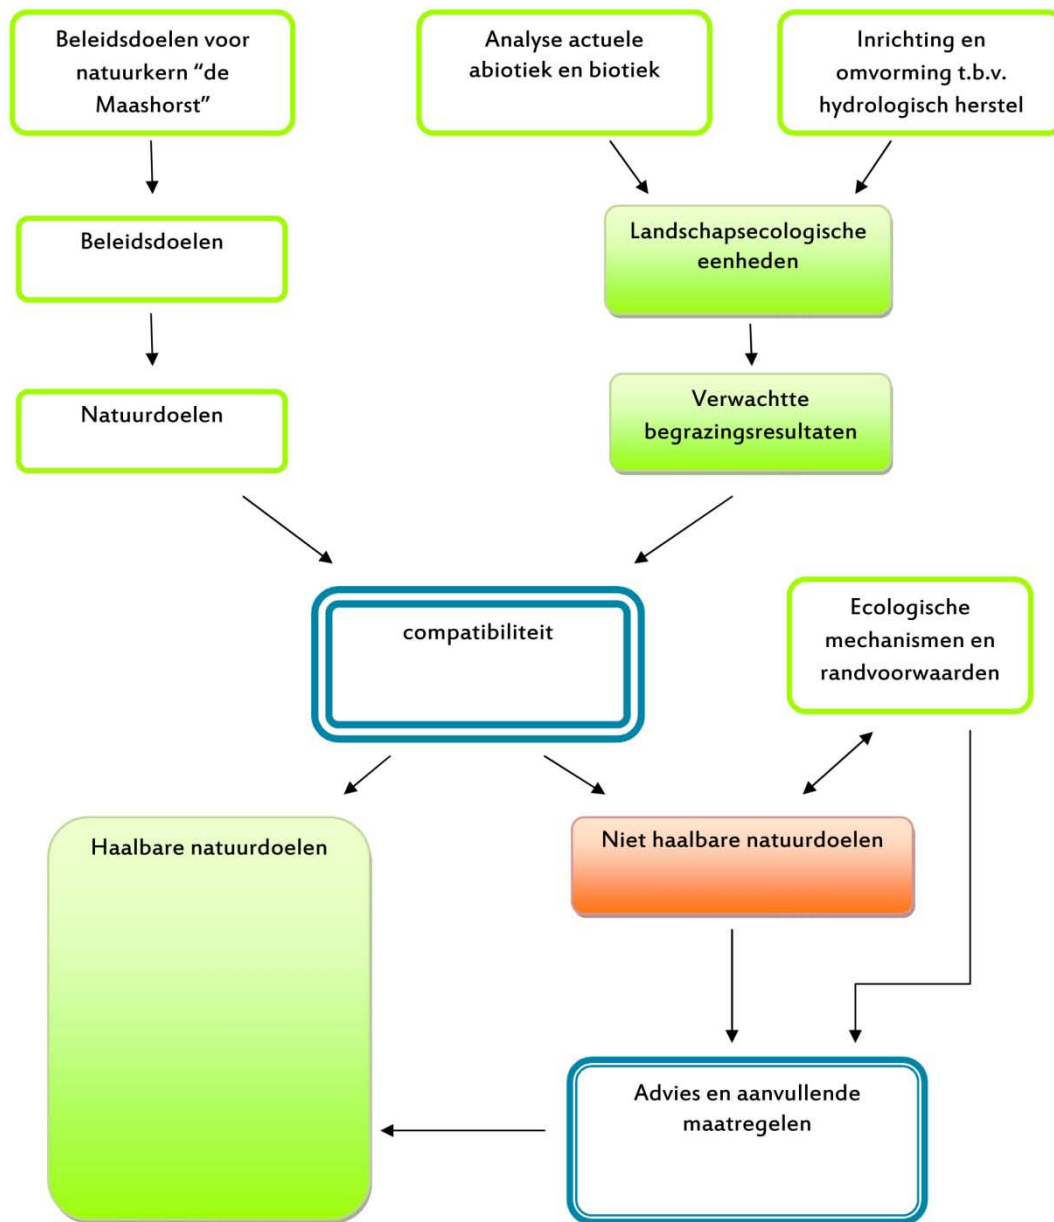 Beleidsdoelen voor
natuurkern “de
Maashorst”
Analyse actuele
abiotiek en biotiek
Inrichting en
omvorming t.b.v.
hydrologisch herstel
Beleidsdoelen
Landschapsecologische
eenheden
Natuurdoelen
Verwachtte
begrazingsresultaten
compatibiliteit
Ecologische
mechanismen en
randvoorwaarden
Haalbare natuurdoelen
Niet haalbare natuurdoelen
Advies en aanvullende
maatregelen